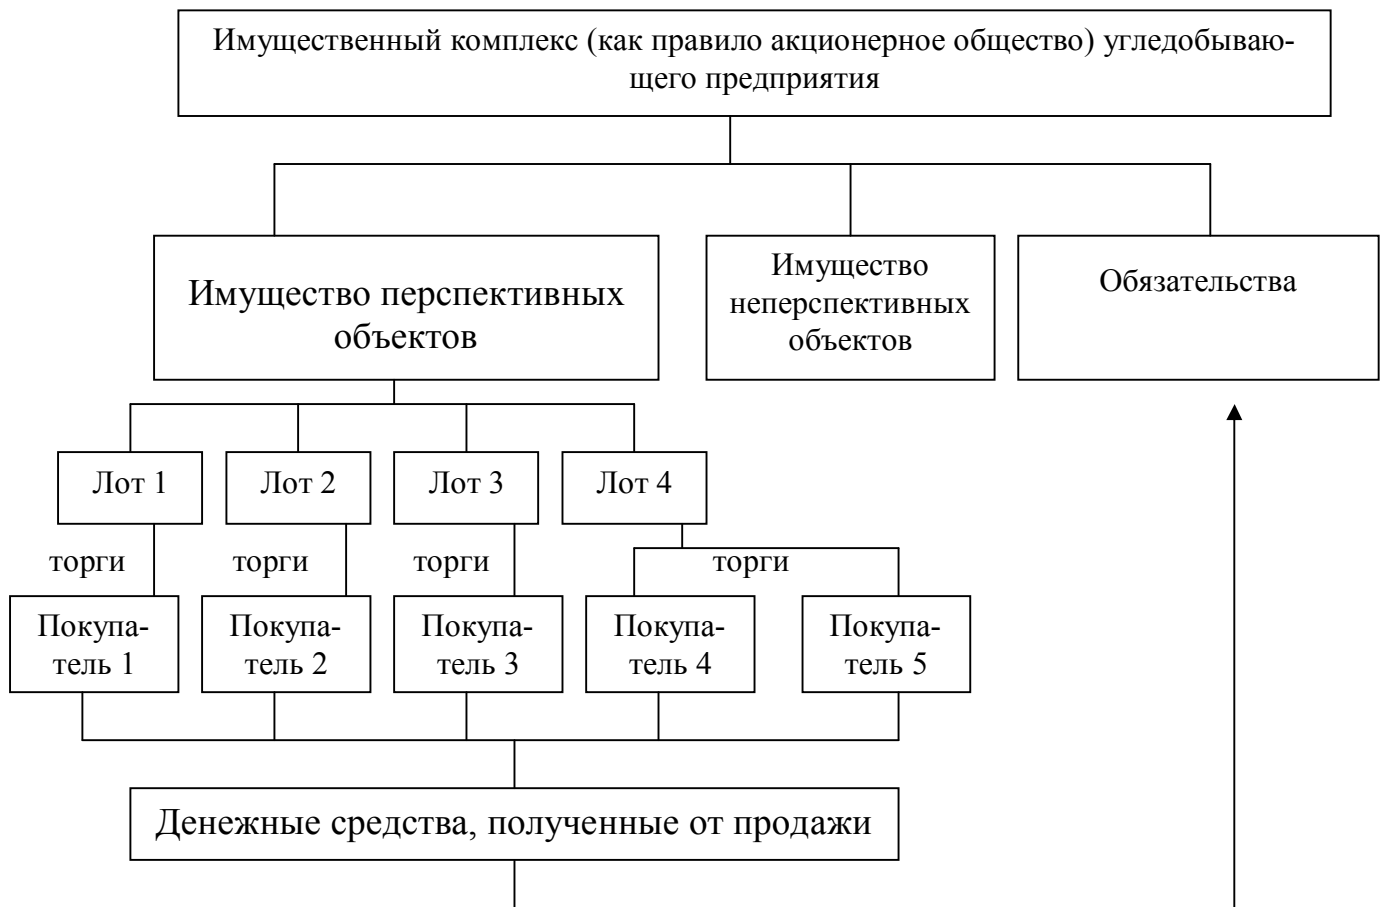 Имущественный комплекс (как правило акционерное общество) угледобываю-
щего предприятия
Имущество перспективных
объектов
Имущество
неперспективных
объектов
Обязательства
Лот 1
Лот 2
Лот 3
Лот 4
торги
торги
торги
торги
Покупа-
тель 1
Покупа-
тель 2
Покупа-
тель 3
Покупа-
тель 4
Покупа-
тель 5
Денежные средства, полученные от продажи